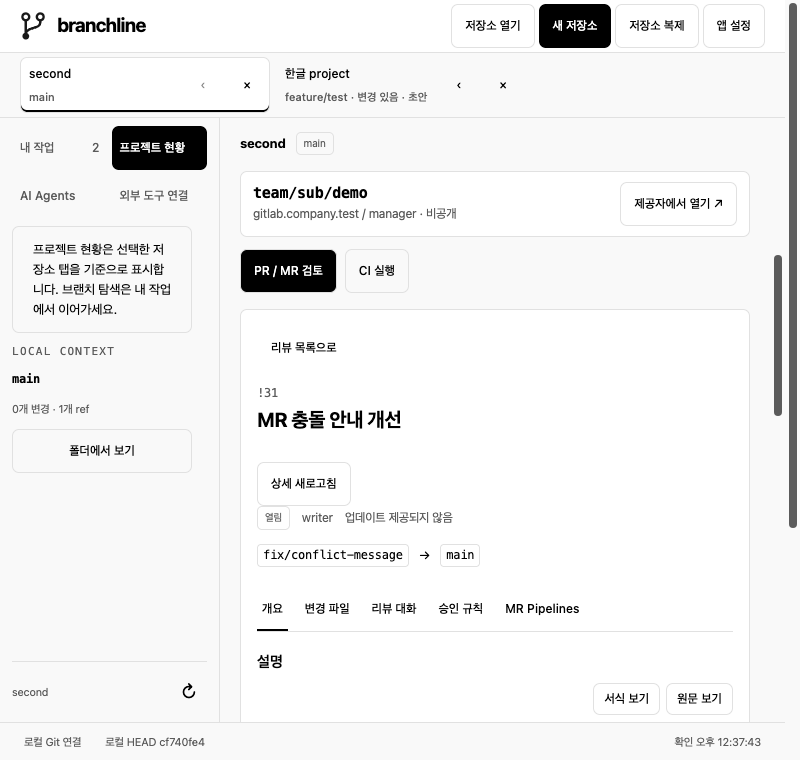 branchline
저장소 열기
새 저장소
저장소 복제
앱 설정
second
main
한글 project
feature/test · 변경 있음 · 초안
내 작업 2
프로젝트 현황
AI Agents
외부 도구 연결
프로젝트 현황은 선택한 저
장소 탭을 기준으로 표시합
니다. 브랜치 탐색은 내 작업
에서 이어가세요.
LOCAL CONTEXT
main
0개 변경 · 1개 ref
폴더에서 보기
second
second main
team/sub/demo
gitlab.company.test / manager · 비공개
제공자에서 열기 ↗
PR / MR 검토
CI 실행
리뷰 목록으로
!31
MR 충돌 안내 개선
상세 새로고침
열림 writer 업데이트 제공되지 않음
fix/conflict-message → main
개요 변경 파일 리뷰 대화 승인 규칙 MR Pipelines
설명
서식 보기 원문 보기
로컬 Git 연결 로컬 HEAD cf740fe4
확인 오후 12:37:43